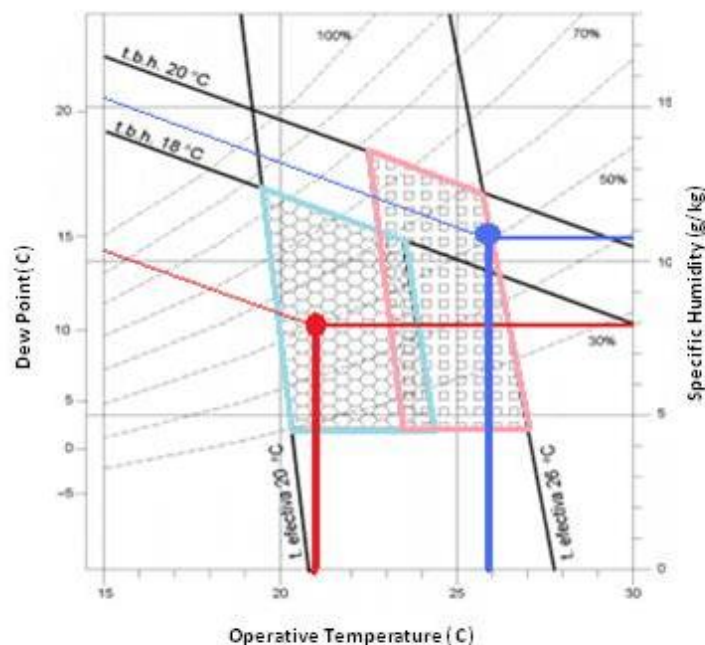 100%
70%
t.b.h. 20 °C
20
15
t.b.h. 18 °C
50%
15
10
10
30%
5
5
0
-5
t. efectiva 20 °C
t. efectiva 26 °C
0
15
20
25
30
Dew Point( C)
Specific Humidity (g/kg)
Operative Temperature ( C)